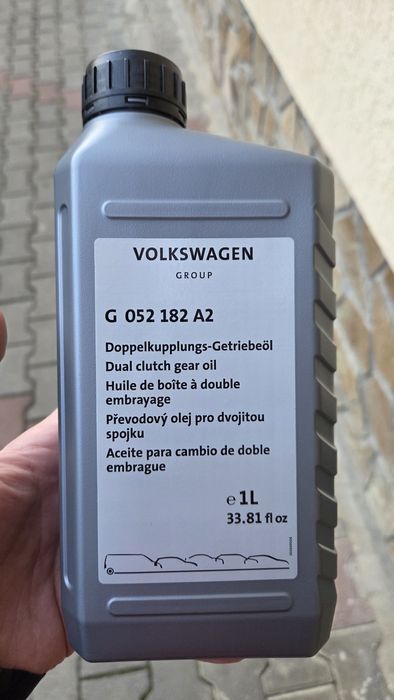 VOLKSWAGEN
GROUP
G 052 182 A2
Doppelkupplungs-Getriebeöl
Dual clutch gear oil
Huile de boîte à double
embrayage
Převodový olej pro dvojitou
spojku
Aceite para cambio de doble
embrague
℮ 1L
33.81 fl oz